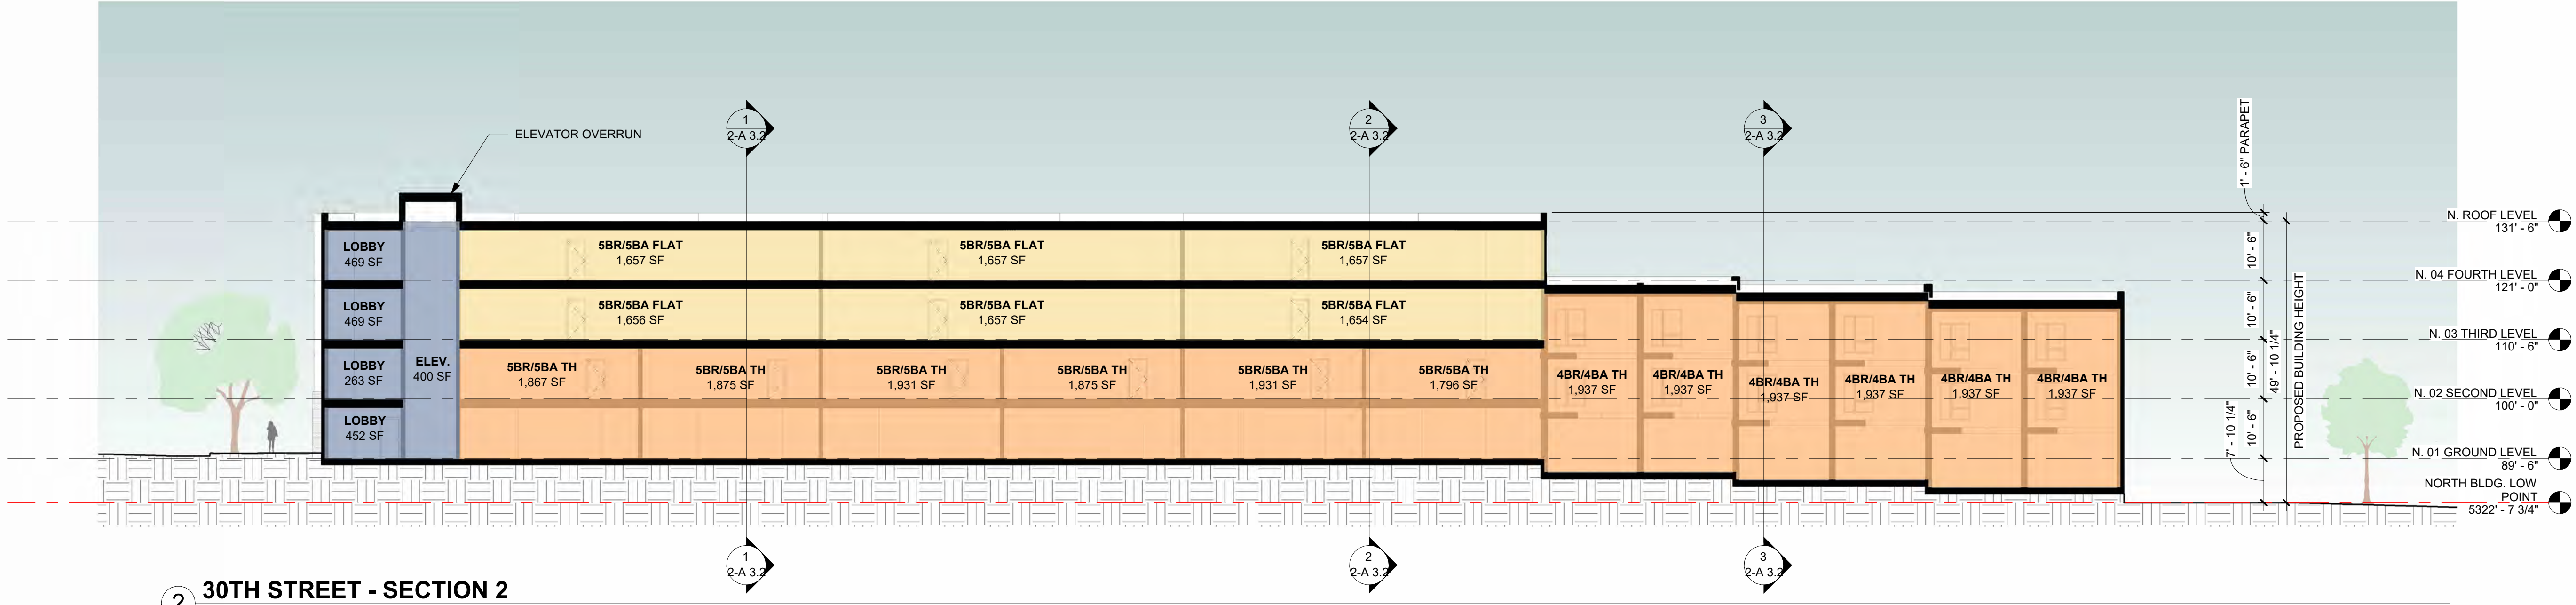 ELEVATOR OVERRUN
1
2-A 3.2
2
2-A 3.2
3
2-A 3.2
1' - 6" PARAPET
N. ROOF LEVEL
131' - 6"
LOBBY
469 SF
5BR/5BA FLAT
1,657 SF
5BR/5BA FLAT
1,657 SF
5BR/5BA FLAT
1,657 SF
10' - 6"
N. 04 FOURTH LEVEL
121' - 0"
LOBBY
469 SF
5BR/5BA FLAT
1,656 SF
5BR/5BA FLAT
1,657 SF
5BR/5BA FLAT
1,654 SF
10' - 6"
N. 03 THIRD LEVEL
110' - 6"
LOBBY
263 SF
ELEV.
400 SF
5BR/5BA TH
1,867 SF
5BR/5BA TH
1,875 SF
5BR/5BA TH
1,931 SF
5BR/5BA TH
1,875 SF
5BR/5BA TH
1,931 SF
5BR/5BA TH
1,796 SF
4BR/4BA TH
1,937 SF
4BR/4BA TH
1,937 SF
4BR/4BA TH
1,937 SF
4BR/4BA TH
1,937 SF
4BR/4BA TH
1,937 SF
4BR/4BA TH
1,937 SF
10' - 6"
49' - 10 1/4"
PROPOSED BUILDING HEIGHT
N. 02 SECOND LEVEL
100' - 0"
LOBBY
452 SF
7' - 10 1/4"
10' - 6"
N. 01 GROUND LEVEL
89' - 6"
NORTH BLDG. LOW
POINT
5322' - 7 3/4"
1
2-A 3.2
2
2-A 3.2
3
2-A 3.2
2
30TH STREET - SECTION 2